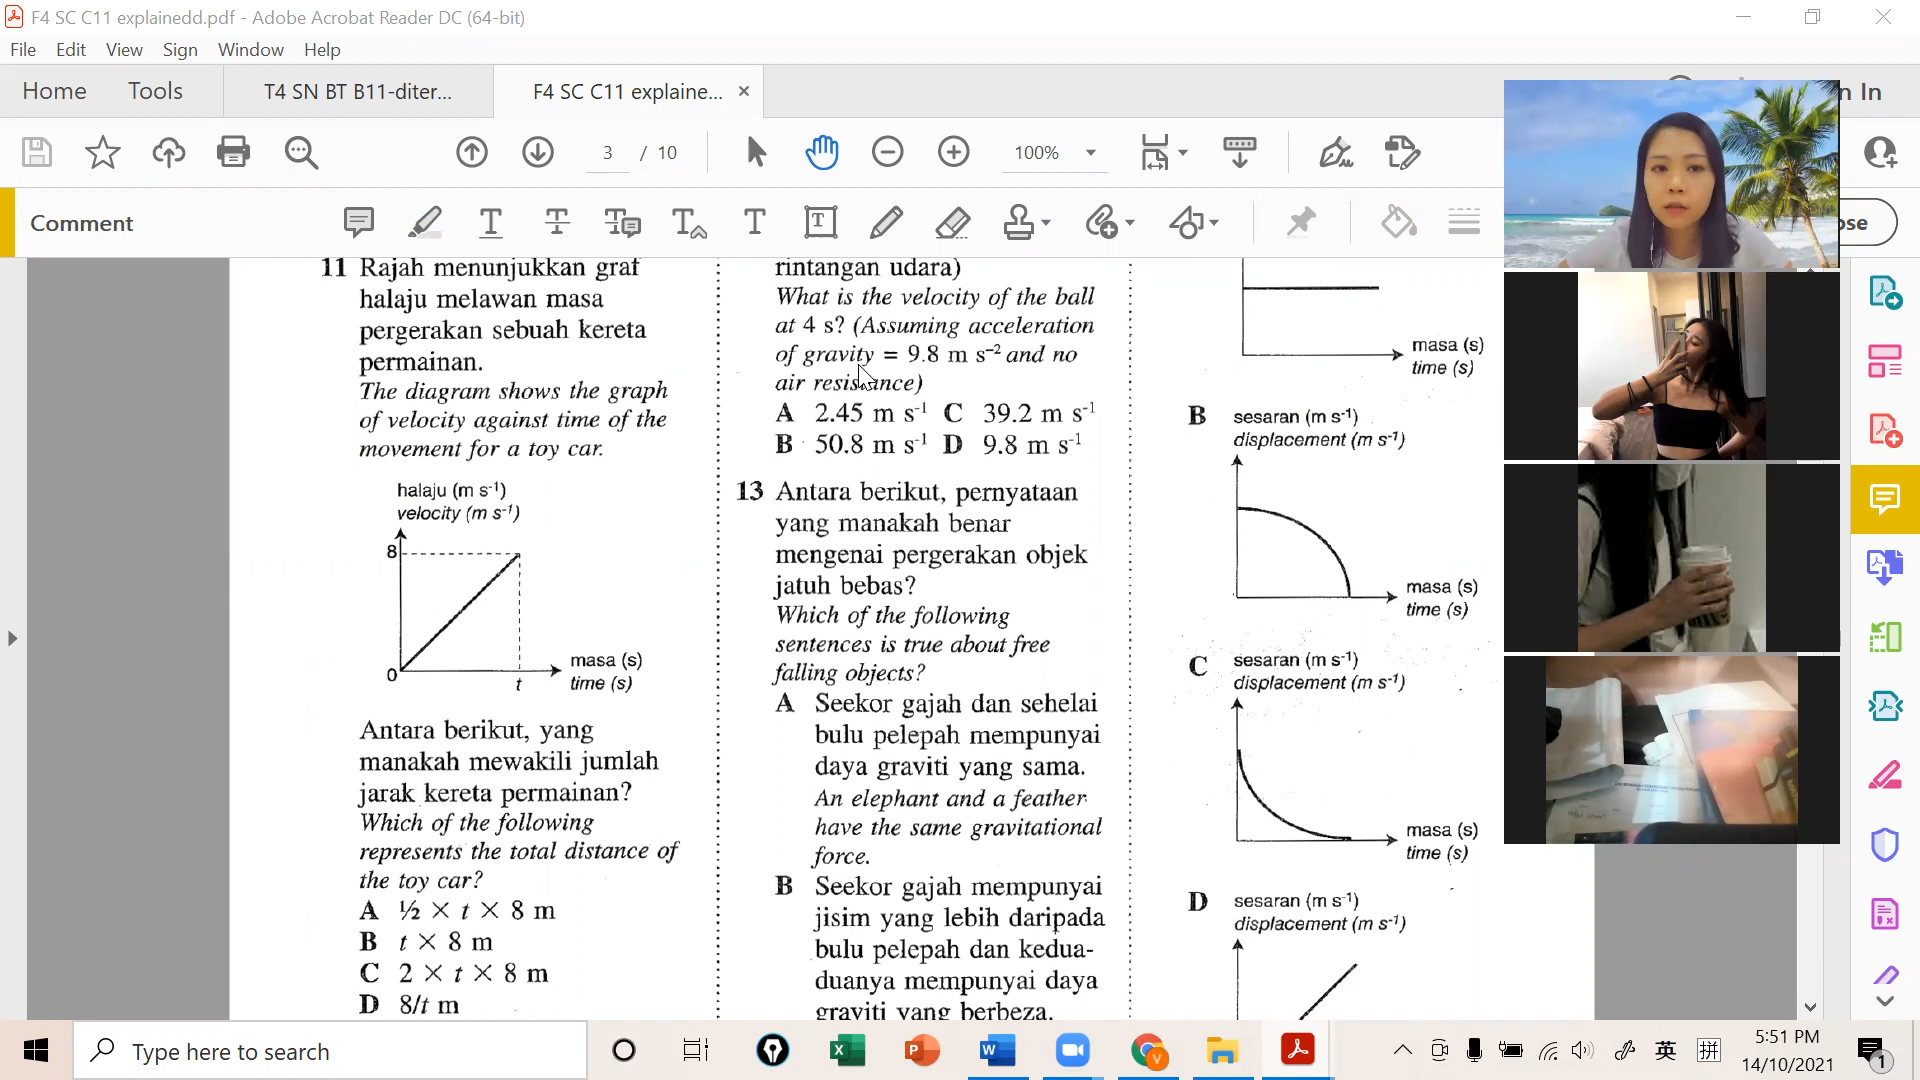 F4 SC C11 explainedd.pdf - Adobe Acrobat Reader DC (64-bit)
File Edit View Sign Window Help
Home Tools T4 SN BT B11-diter... F4 SC C11 explaine... × n In
3 / 10 100%
Comment ose
11 Rajah menunjukkan graf
halaju melawan masa
pergerakan sebuah kereta
permainan.
The diagram shows the graph
of velocity against time of the
movement for a toy car.
halaju (m s⁻¹)
velocity (m s⁻¹)
8
0
t
masa (s)
time (s)
Antara berikut, yang
manakah mewakili jumlah
jarak kereta permainan?
Which of the following
represents the total distance of
the toy car?
A ½ × t × 8 m
B t × 8 m
C 2 × t × 8 m
D 8/t m
rintangan udara)
What is the velocity of the ball
at 4 s? (Assuming acceleration
of gravity = 9.8 m s⁻² and no
air resistance)
A 2.45 m s⁻¹ C 39.2 m s⁻¹
B 50.8 m s⁻¹ D 9.8 m s⁻¹
13 Antara berikut, pernyataan
yang manakah benar
mengenai pergerakan objek
jatuh bebas?
Which of the following
sentences is true about free
falling objects?
A Seekor gajah dan sehelai
bulu pelepah mempunyai
daya graviti yang sama.
An elephant and a feather
have the same gravitational
force.
B Seekor gajah mempunyai
jisim yang lebih daripada
bulu pelepah dan kedua-
duanya mempunyai daya
graviti yang berbeza.
masa (s)
time (s)
B sesaran (m s⁻¹)
displacement (m s⁻¹)
masa (s)
time (s)
C sesaran (m s⁻¹)
displacement (m s⁻¹)
masa (s)
time (s)
D sesaran (m s⁻¹)
displacement (m s⁻¹)
Type here to search
英 拼
5:51 PM
14/10/2021
1